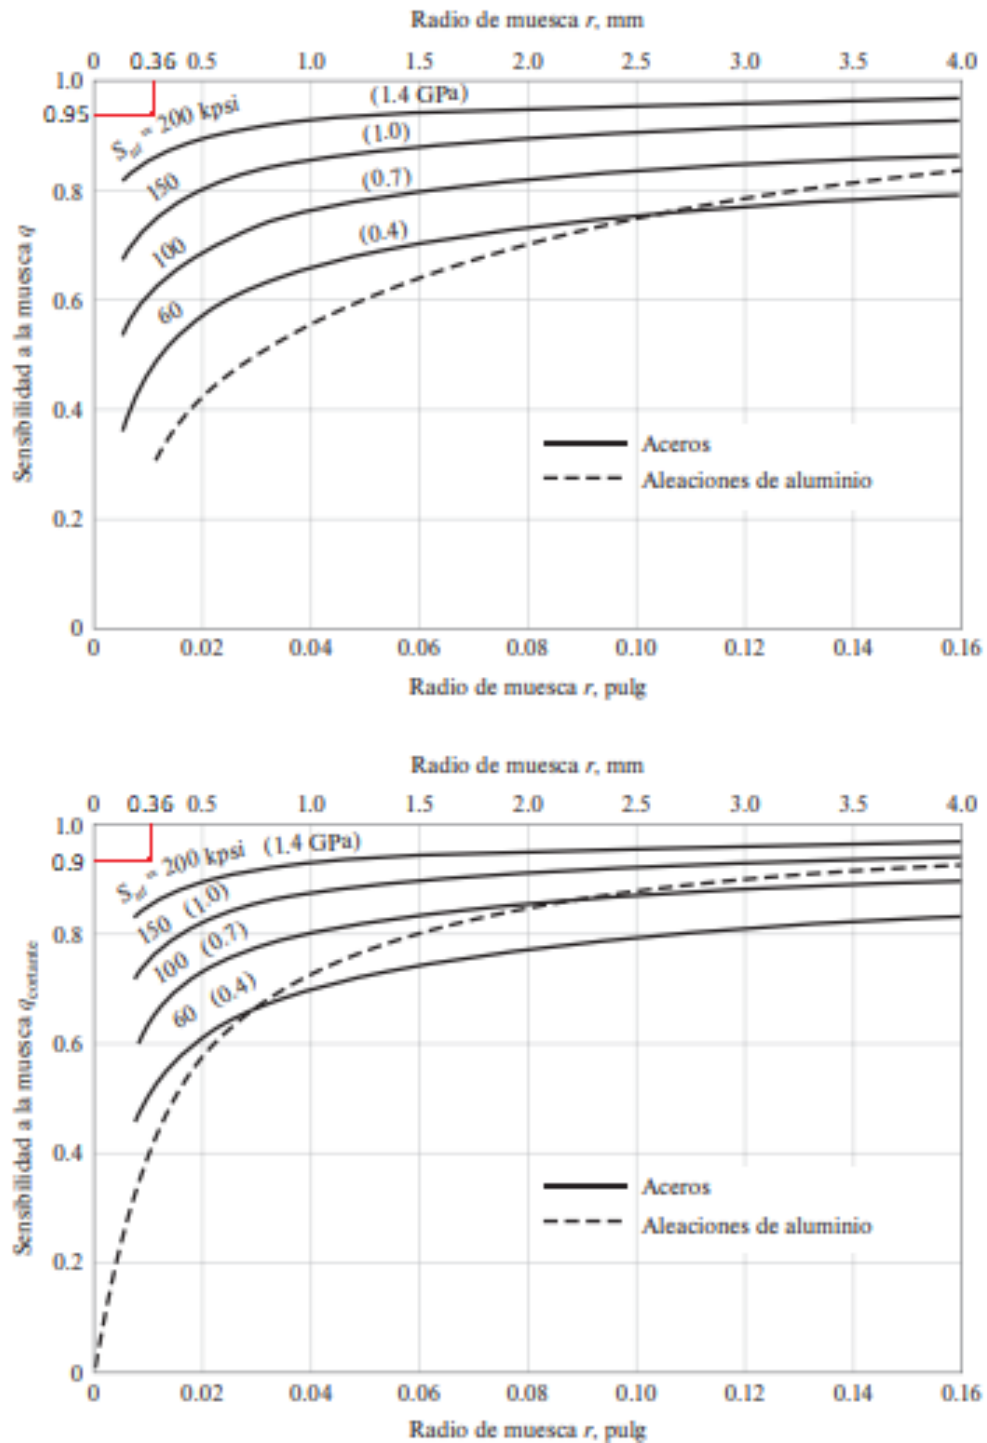 Radio de muesca r, mm
0 0.36 0.5 1.0 1.5 2.0 2.5 3.0 3.5 4.0
1.0
0.95
0.8
0.6
0.4
0.2
0
Sensibilidad a la muesca q
S_ut = 200 kpsi
(1.4 GPa)
150
(1.0)
100
(0.7)
60
(0.4)
Aceros
Aleaciones de aluminio
0 0.02 0.04 0.06 0.08 0.10 0.12 0.14 0.16
Radio de muesca r, pulg
Radio de muesca r, mm
0 0.36 0.5 1.0 1.5 2.0 2.5 3.0 3.5 4.0
1.0
0.9
0.8
0.6
0.4
0.2
0
Sensibilidad a la muesca q cortante
S_ut = 200 kpsi (1.4 GPa)
150 (1.0)
100 (0.7)
60 (0.4)
Aceros
Aleaciones de aluminio
0 0.02 0.04 0.06 0.08 0.10 0.12 0.14 0.16
Radio de muesca r, pulg